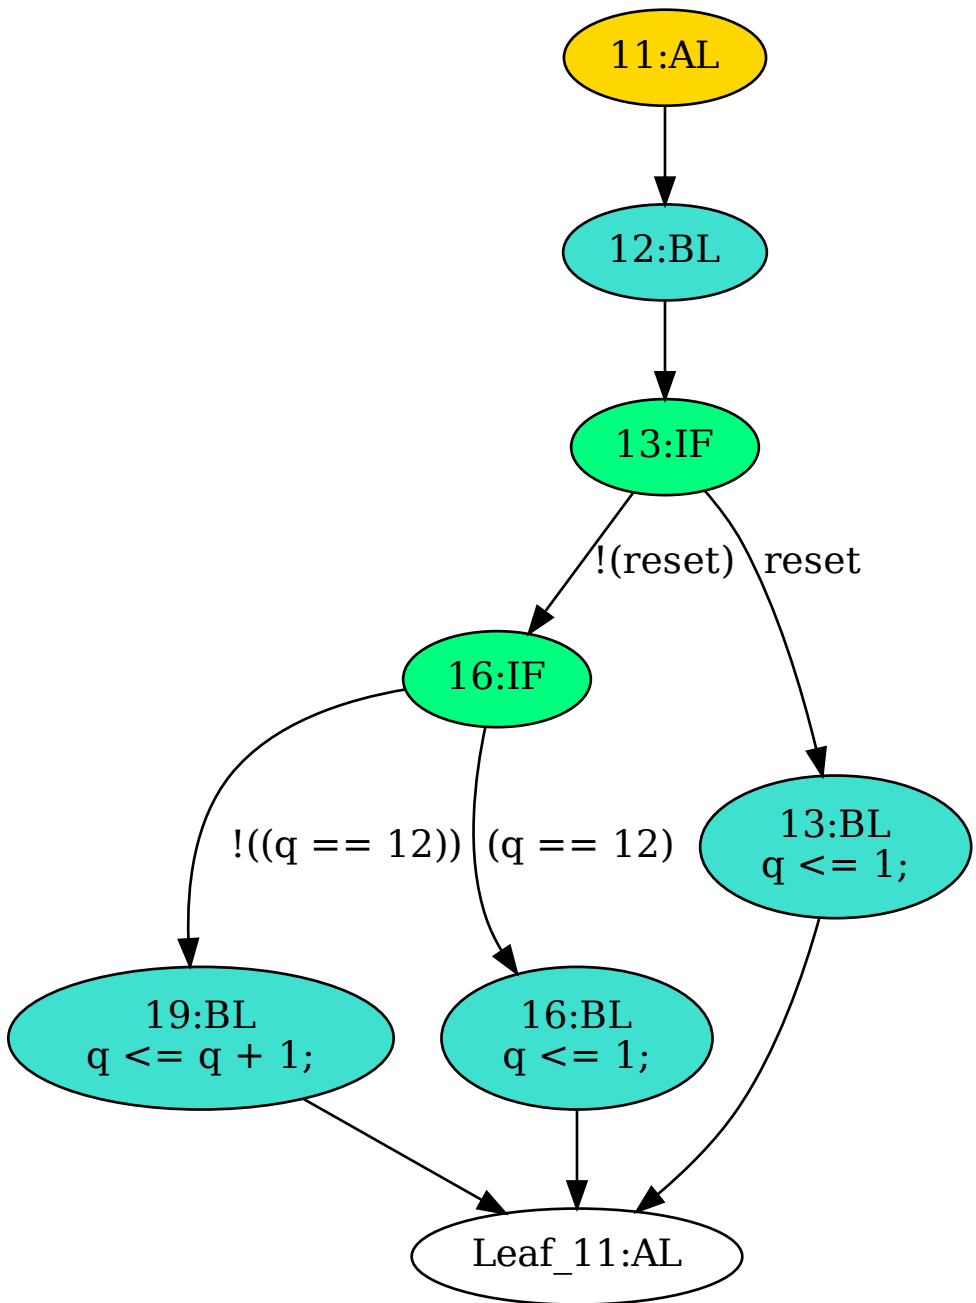 11:AL
12:BL
13:IF
!(reset)
reset
16:IF
13:BL
q <= 1;
!((q == 12))
(q == 12)
19:BL
q <= q + 1;
16:BL
q <= 1;
Leaf_11:AL